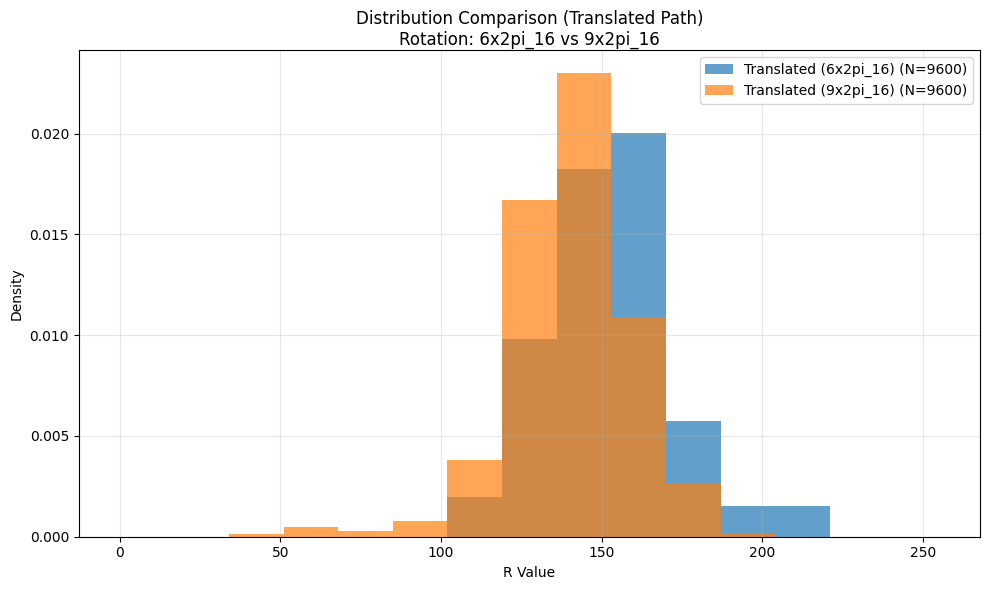 Distribution Comparison (Translated Path)
Rotation: 6x2pi_16 vs 9x2pi_16
Translated (6x2pi_16) (N=9600)
Translated (9x2pi_16) (N=9600)
Density
0.020
0.015
0.010
0.005
0.000
0 50 100 150 200 250
R Value